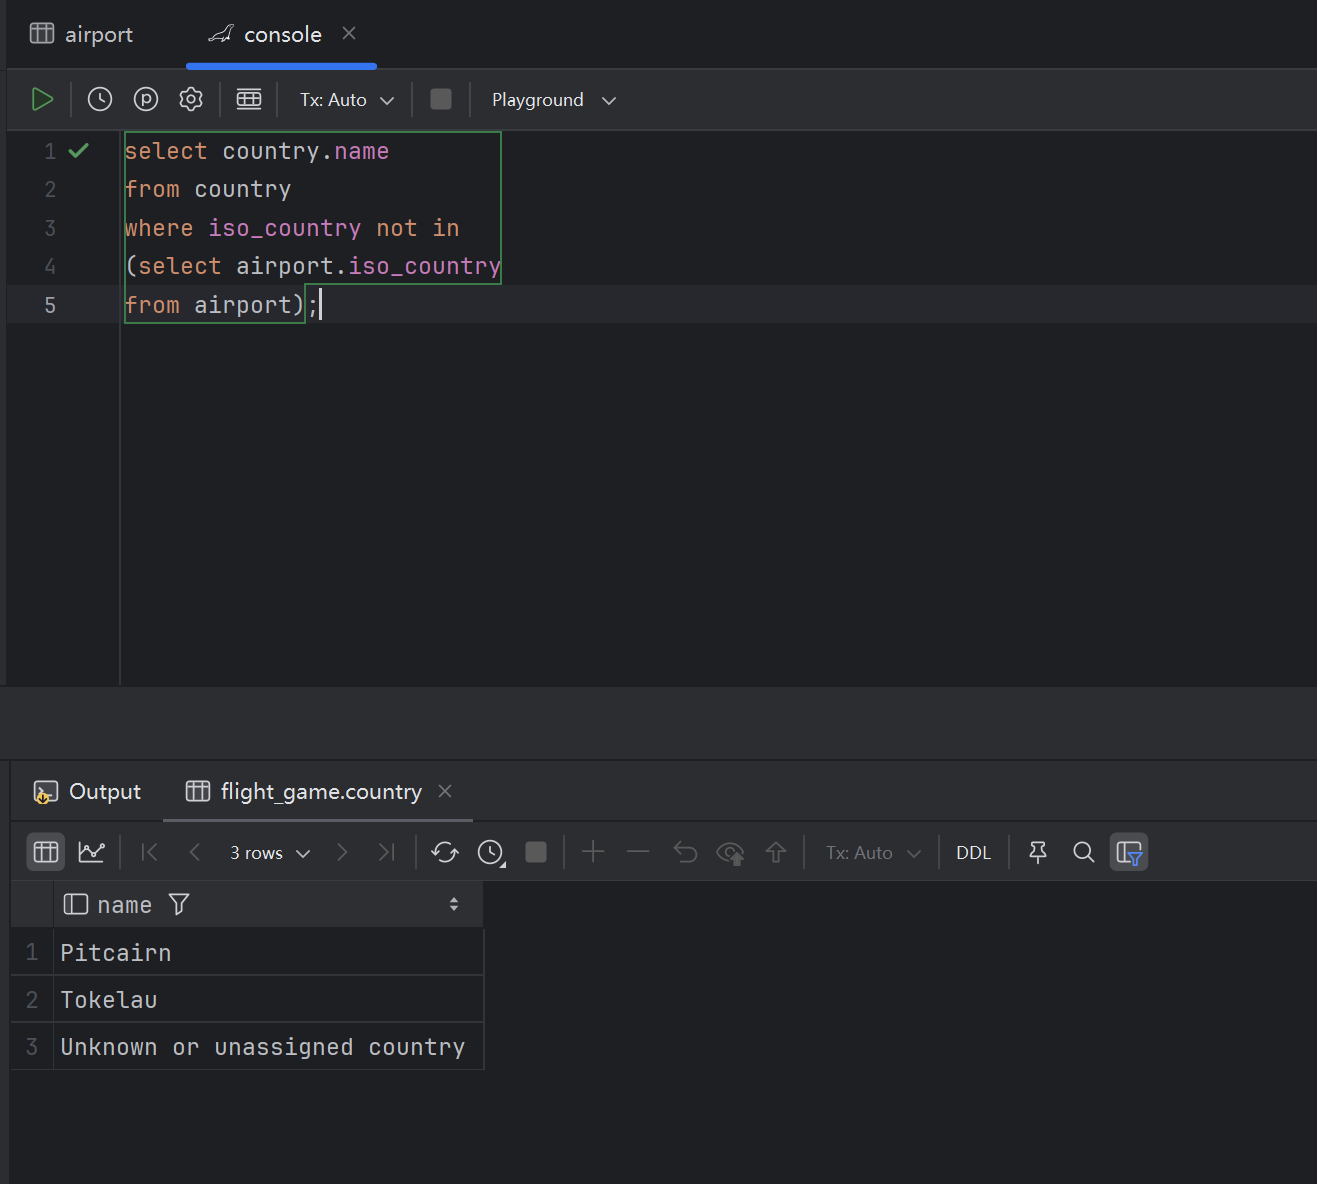 airport console
Tx: Auto Playground
1 select country.name
2 from country
3 where iso_country not in
4 (select airport.iso_country
5 from airport);
Output flight_game.country
3 rows Tx: Auto DDL
name
1 Pitcairn
2 Tokelau
3 Unknown or unassigned country